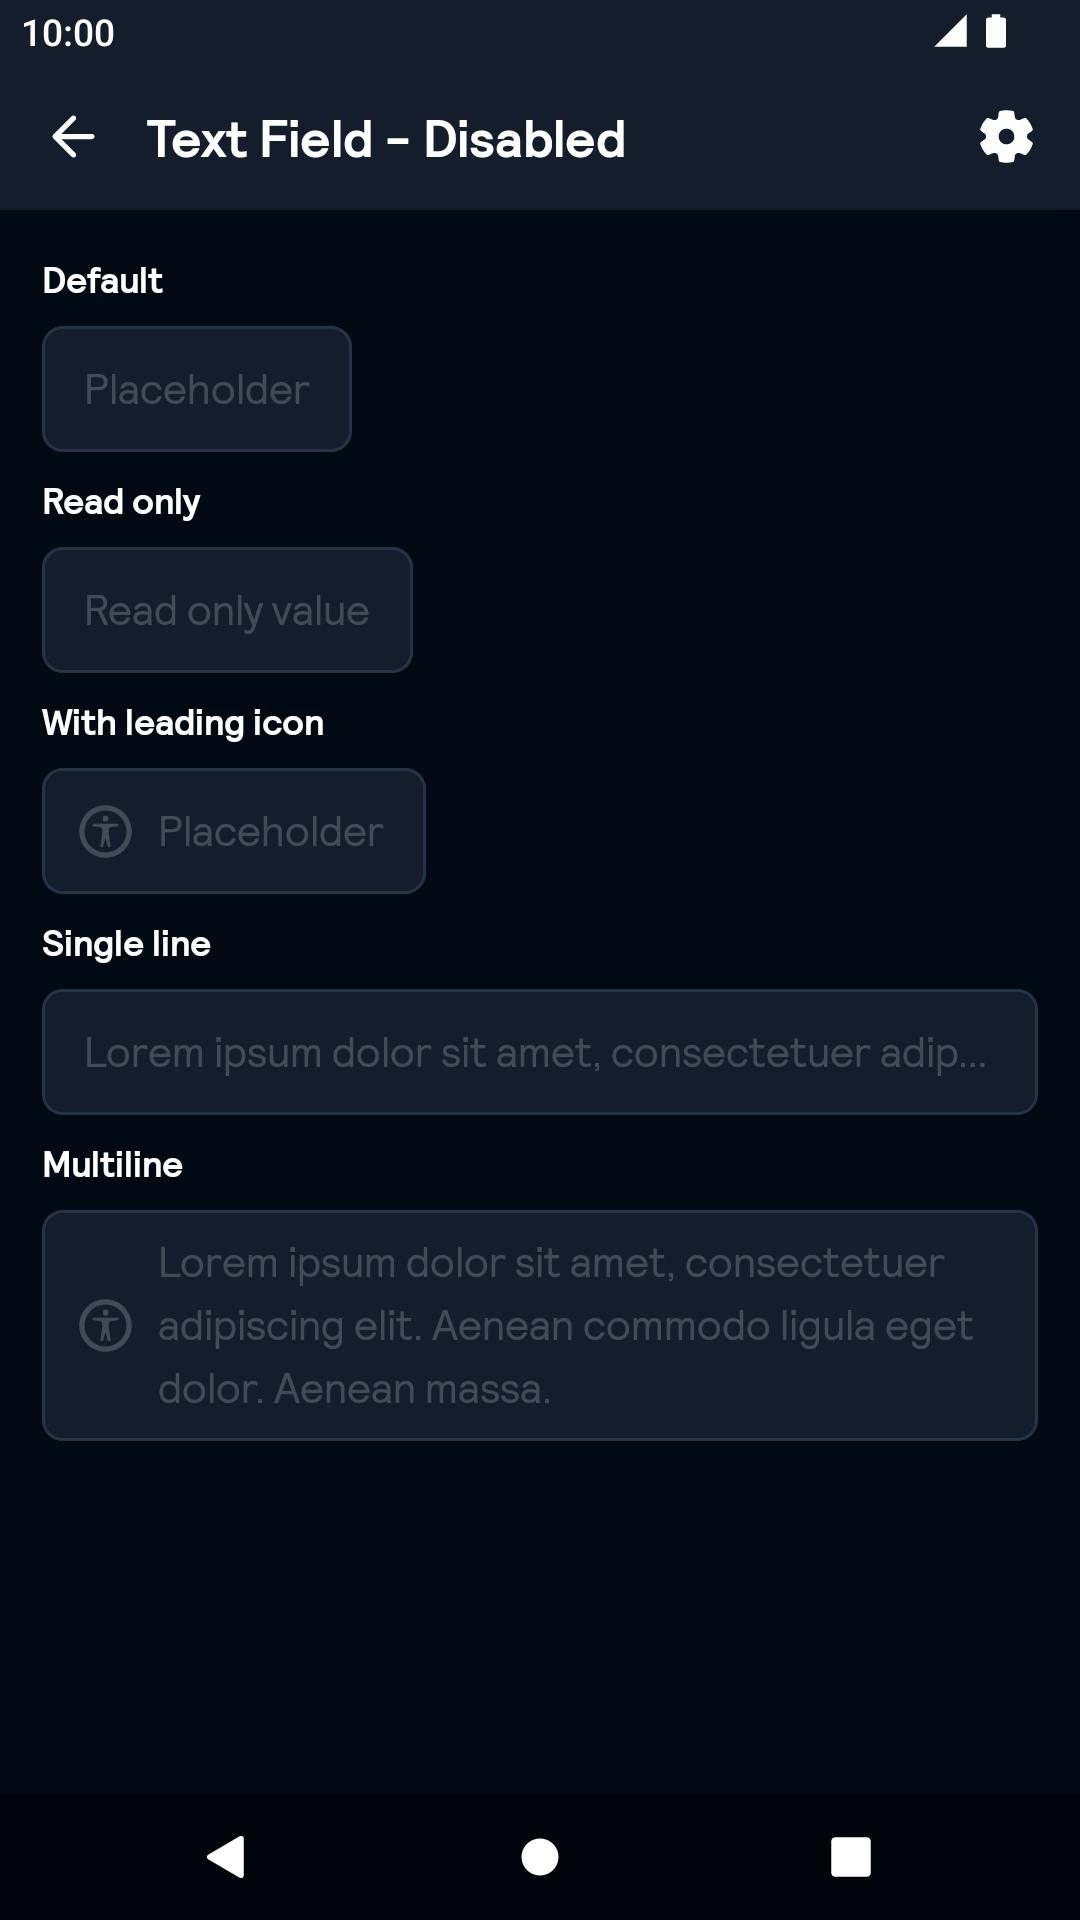 10:00
Text Field - Disabled
Default
Placeholder
Read only
Read only value
With leading icon
Placeholder
Single line
Lorem ipsum dolor sit amet, consectetuer adip...
Multiline
Lorem ipsum dolor sit amet, consectetuer
adipiscing elit. Aenean commodo ligula eget
dolor. Aenean massa.